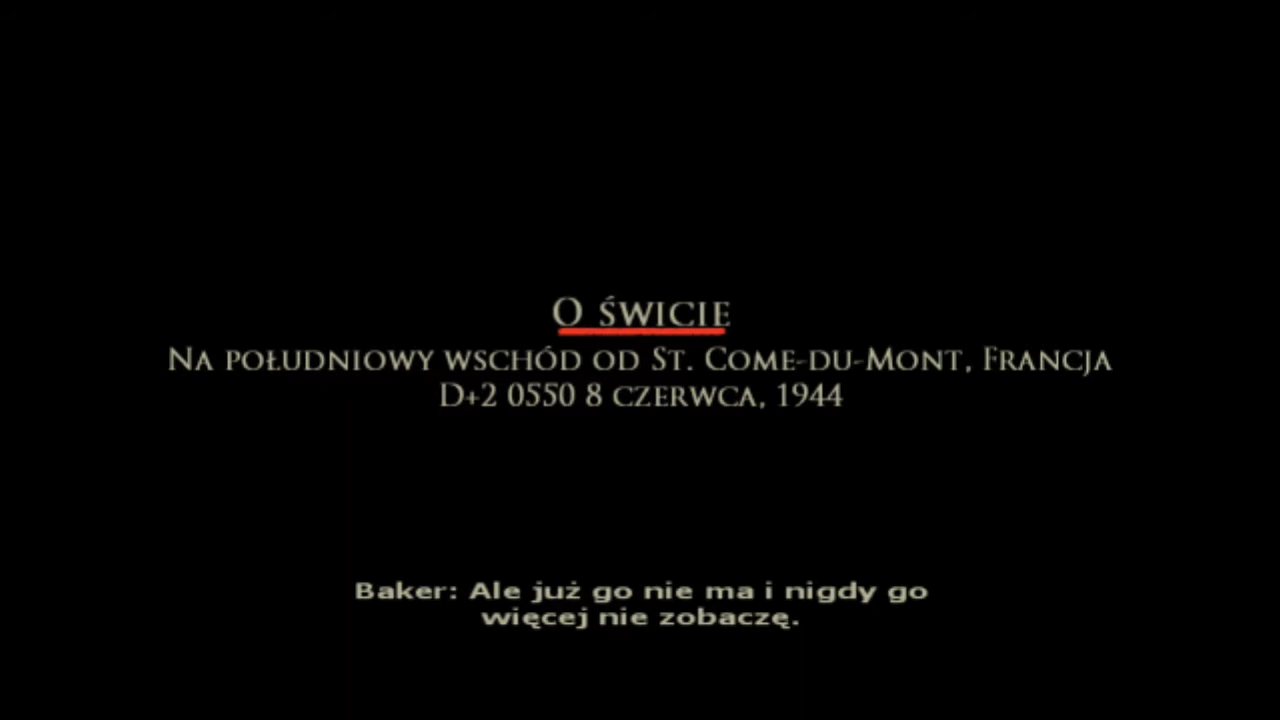 O ŚWICIE
NA POŁUDNIOWY WSCHÓD OD ST. COME-DU-MONT, FRANCJA
D+2 0550 8 CZERWCA, 1944
Baker: Ale już go nie ma i nigdy go
więcej nie zobaczę.